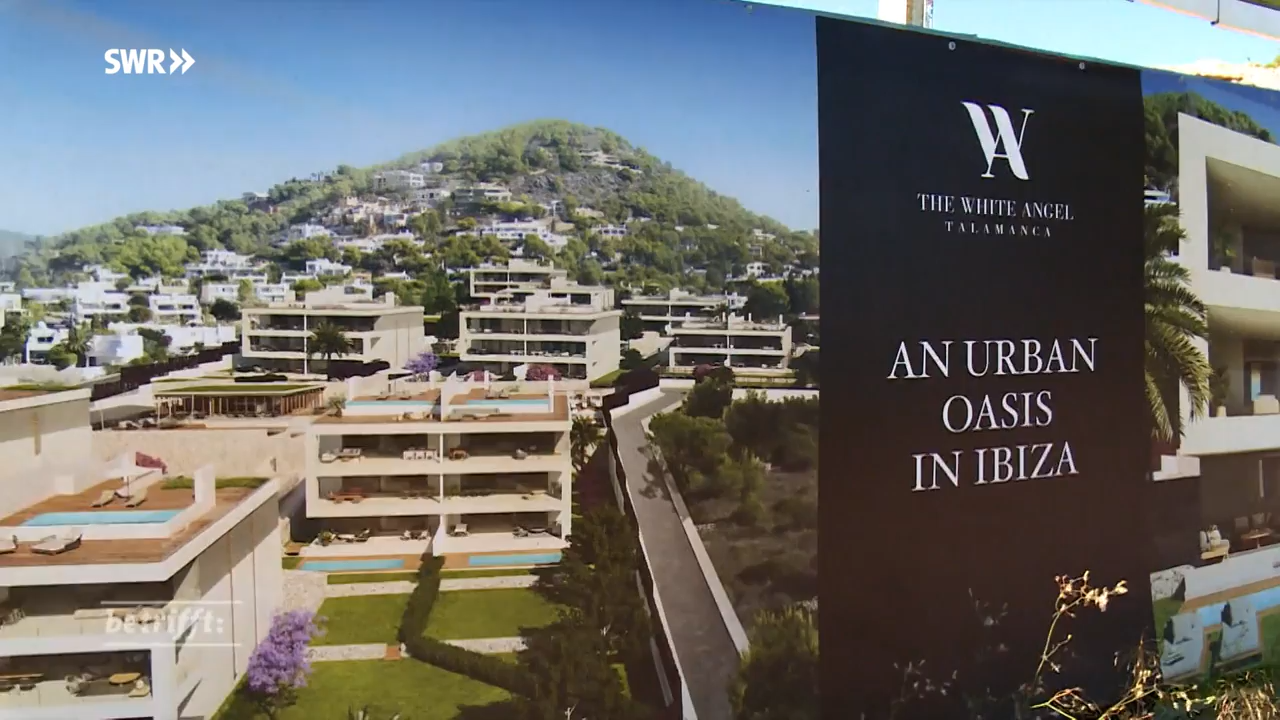 SWR
WA
THE WHITE ANGEL
TALAMANCA
AN URBAN
OASIS
IN IBIZA
betrifft: